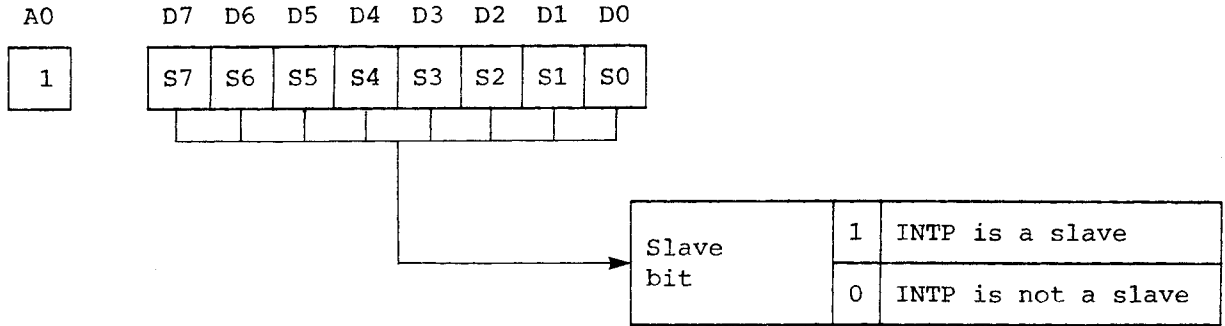 A0 D7 D6 D5 D4 D3 D2 D1 D0
1 S7 S6 S5 S4 S3 S2 S1 S0
Slave bit
1 INTP is a slave
0 INTP is not a slave